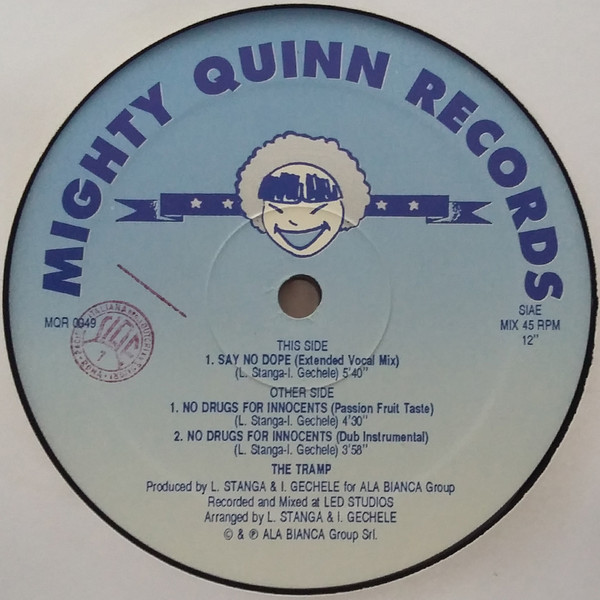 MIGHTY QUINN RECORDS
MQR 0049
SIAE
MIX 45 RPM
12"
THIS SIDE
1. SAY NO DOPE (Extended Vocal Mix)
(L. Stanga-I. Gechele) 5'40"
OTHER SIDE
1. NO DRUGS FOR INNOCENTS (Passion Fruit Taste)
(L. Stanga-I. Gechele) 4'30"
2. NO DRUGS FOR INNOCENTS (Dub Instrumental)
(L. Stanga-I. Gechele) 3'58"
THE TRAMP
Produced by L. STANGA & I. GECHELE for ALA BIANCA Group
Recorded and Mixed at LED STUDIOS
Arranged by L. STANGA & I. GECHELE
© & ℗ ALA BIANCA Group Srl.